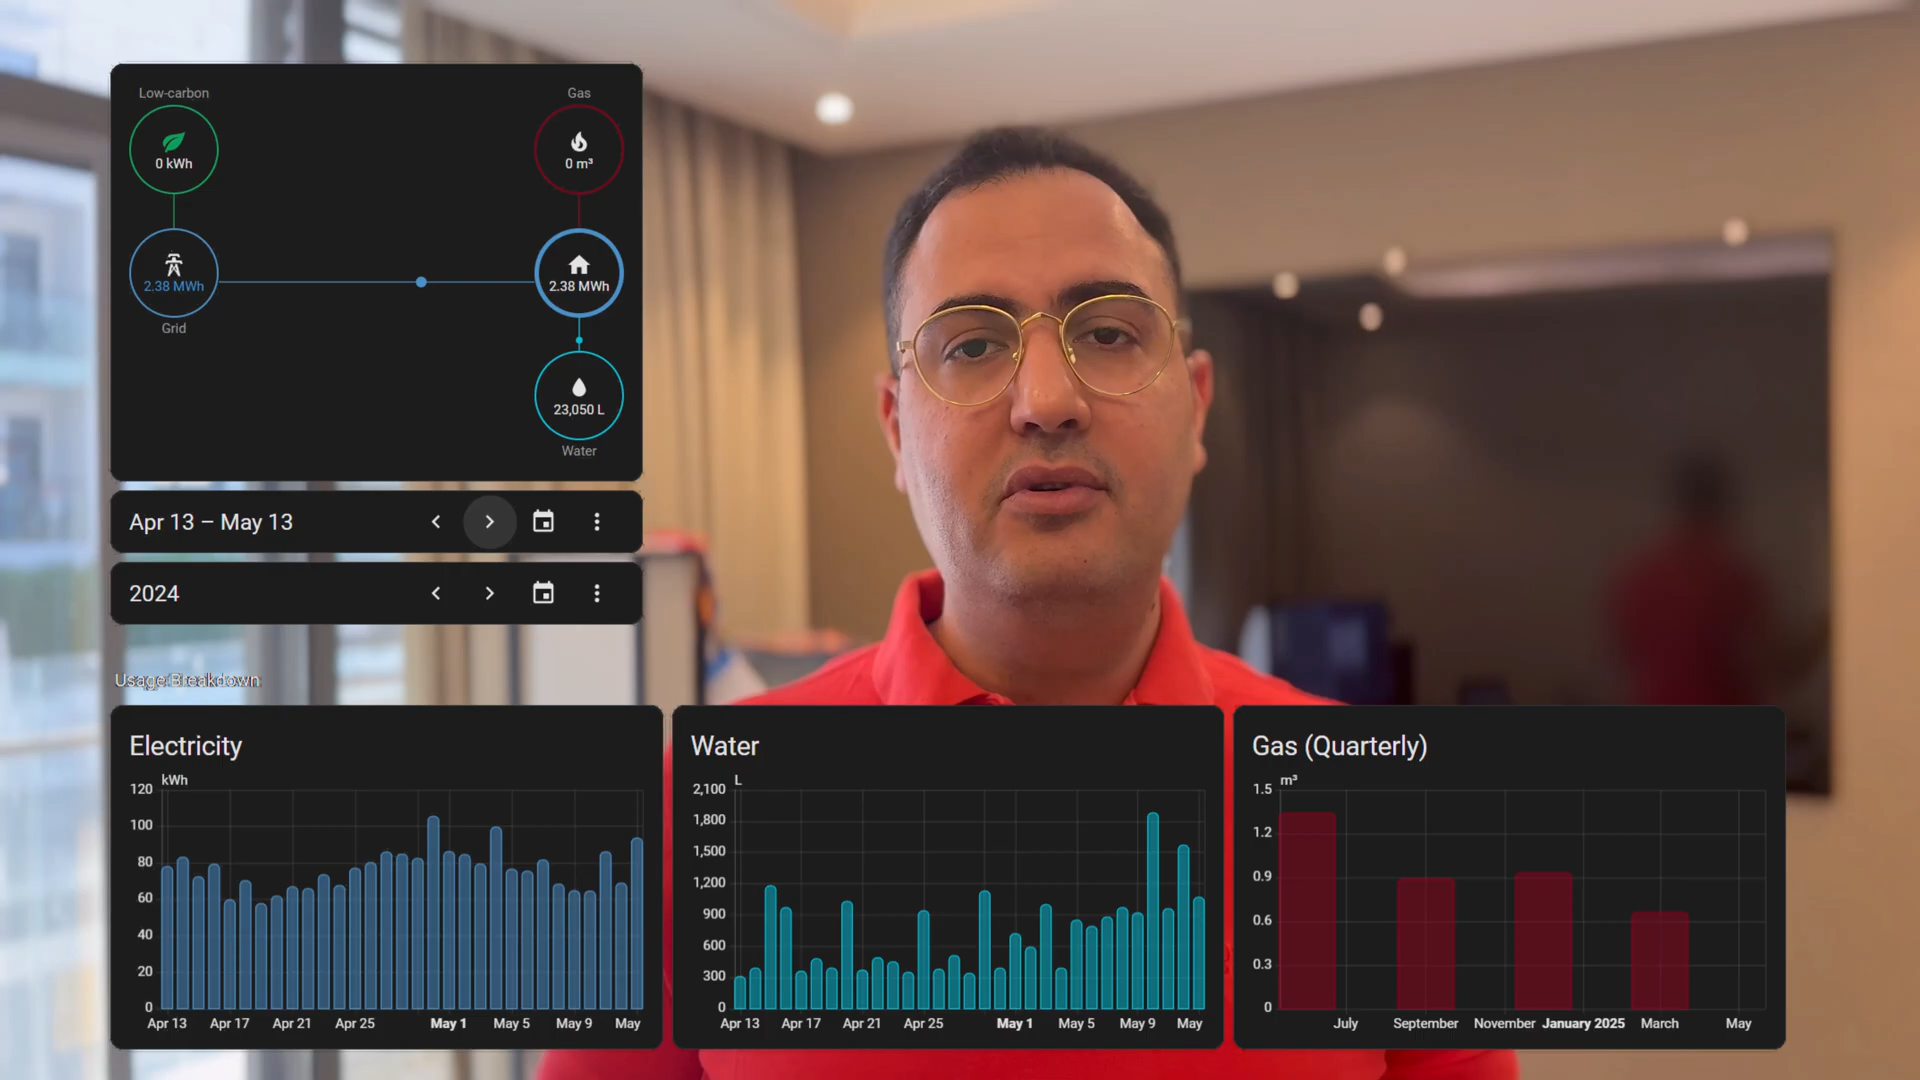 Low-carbon
Gas
0 kWh
0 m³
2.38 MWh
2.38 MWh
Grid
23,050 L
Water
Apr 13 – May 13
2024
Usage Breakdown
Electricity
kWh
120
100
80
60
40
20
0
Apr 13 Apr 17 Apr 21 Apr 25 May 1 May 5 May 9 May
Water
L
2,100
1,800
1,500
1,200
900
600
300
0
Apr 13 Apr 17 Apr 21 Apr 25 May 1 May 5 May 9 May
Gas (Quarterly)
m³
1.5
1.2
0.9
0.6
0.3
0
July September November January 2025 March May